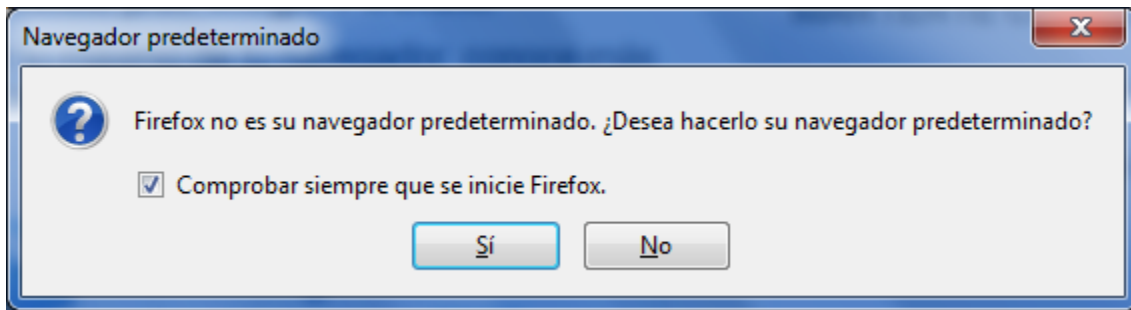 Navegador predeterminado
Firefox no es su navegador predeterminado. ¿Desea hacerlo su navegador predeterminado?
Comprobar siempre que se inicie Firefox.
Sí
No